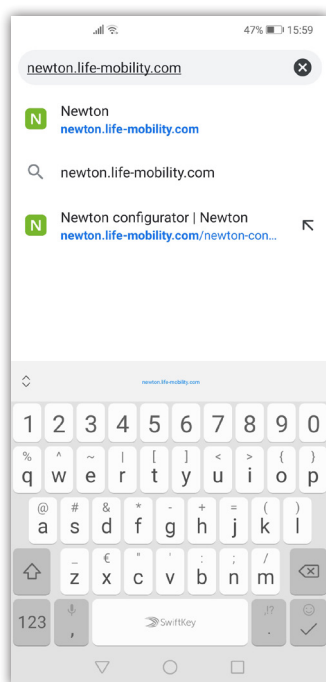 47% 15:59
newton.life-mobility.com
Newton
newton.life-mobility.com
newton.life-mobility.com
Newton configurator | Newton
newton.life-mobility.com/newton-con...
newton.life-mobility.com
1 2 3 4 5 6 7 8 9 0
% ^ ~ | [ ] < > { }
q w e r t y u i o p
@ # & * - + = ( )
a s d f g h j k l
_ € " ' : ; /
z x c v b n m
123 , SwiftKey ,!? .